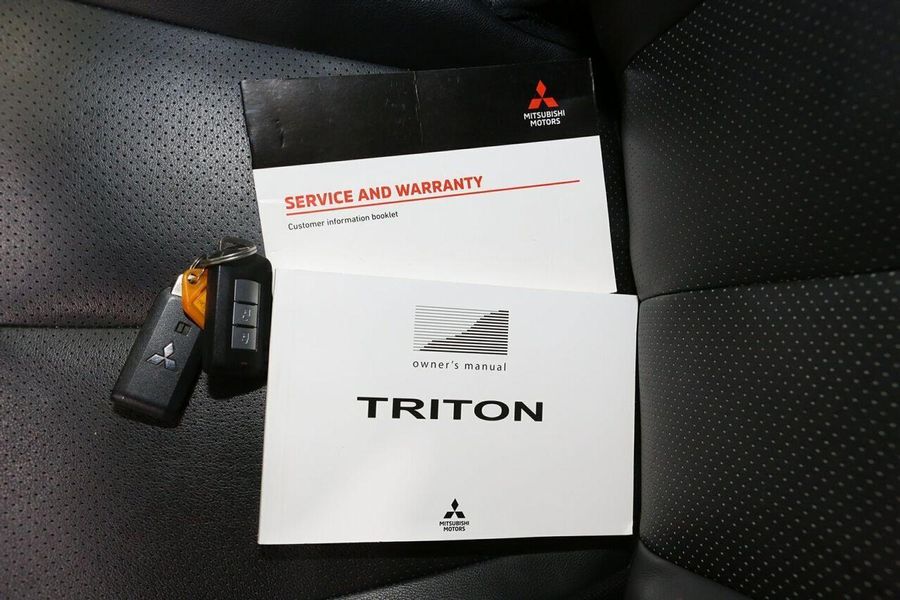 MITSUBISHI
MOTORS
SERVICE AND WARRANTY
Customer information booklet
owner's manual
TRITON
MITSUBISHI
MOTORS